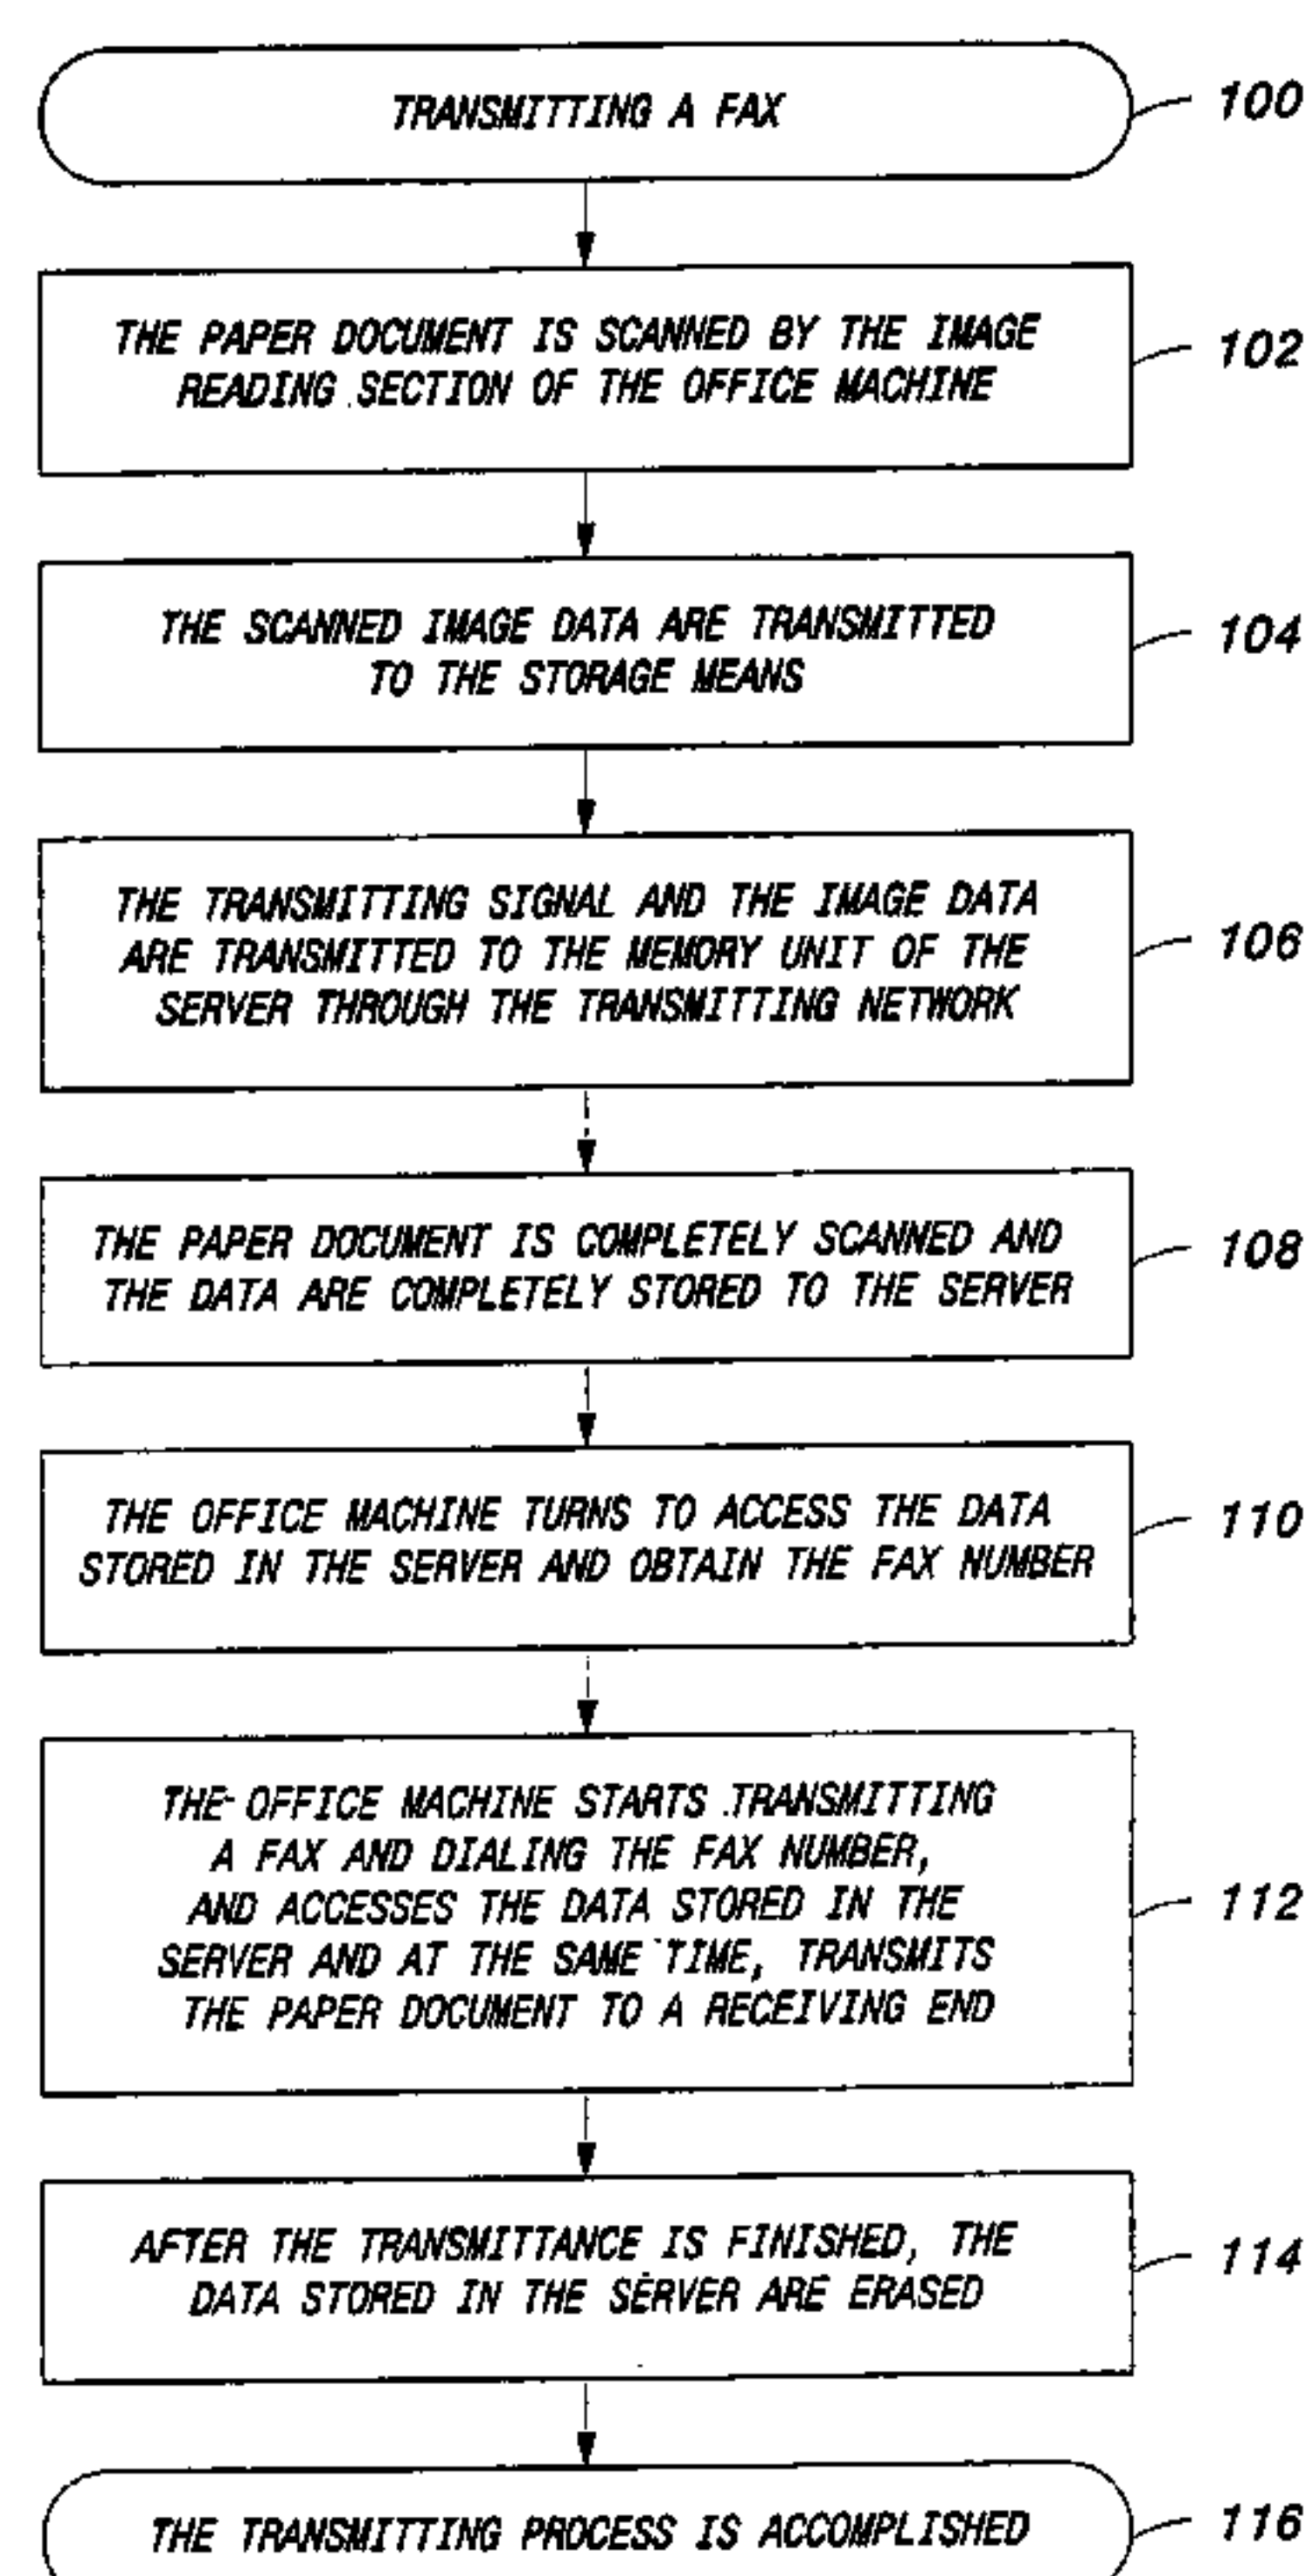 TRANSMITTING A FAX
100
THE PAPER DOCUMENT IS SCANNED BY THE IMAGE
READING SECTION OF THE OFFICE MACHINE
102
THE SCANNED IMAGE DATA ARE TRANSMITTED
TO THE STORAGE MEANS
104
THE TRANSMITTING SIGNAL AND THE IMAGE DATA
ARE TRANSMITTED TO THE MEMORY UNIT OF THE
SERVER THROUGH THE TRANSMITTING NETWORK
106
THE PAPER DOCUMENT IS COMPLETELY SCANNED AND
THE DATA ARE COMPLETELY STORED TO THE SERVER
108
THE OFFICE MACHINE TURNS TO ACCESS THE DATA
STORED IN THE SERVER AND OBTAIN THE FAX NUMBER
110
THE OFFICE MACHINE STARTS TRANSMITTING
A FAX AND DIALING THE FAX NUMBER,
AND ACCESSES THE DATA STORED IN THE
SERVER AND AT THE SAME TIME, TRANSMITS
THE PAPER DOCUMENT TO A RECEIVING END
112
AFTER THE TRANSMITTANCE IS FINISHED, THE
DATA STORED IN THE SERVER ARE ERASED
114
THE TRANSMITTING PROCESS IS ACCOMPLISHED
116